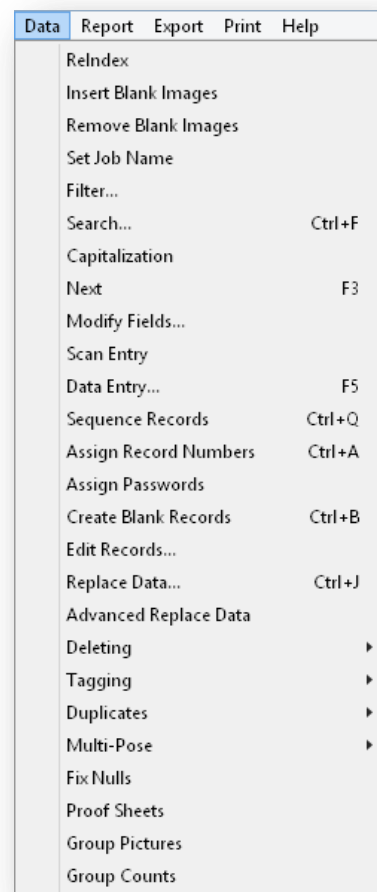 Data Report Export Print Help
ReIndex
Insert Blank Images
Remove Blank Images
Set Job Name
Filter...
Search... Ctrl+F
Capitalization
Next F3
Modify Fields...
Scan Entry
Data Entry... F5
Sequence Records Ctrl+Q
Assign Record Numbers Ctrl+A
Assign Passwords
Create Blank Records Ctrl+B
Edit Records...
Replace Data... Ctrl+J
Advanced Replace Data
Deleting
Tagging
Duplicates
Multi-Pose
Fix Nulls
Proof Sheets
Group Pictures
Group Counts